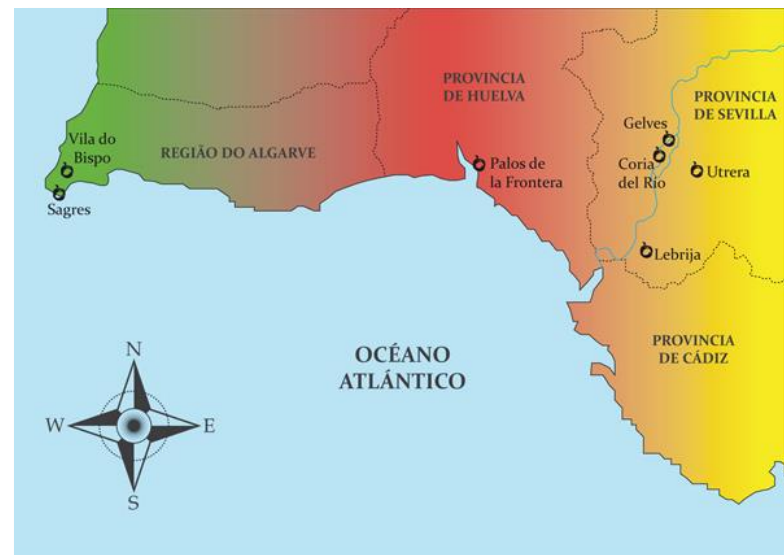 PROVINCIA
DE HUELVA
PROVINCIA
DE SEVILLA
Gelves
Vila do
Bispo
REGIÃO DO ALGARVE
Palos de
la Frontera
Coria
del Río
Utrera
Sagres
Lebrija
PROVINCIA
DE CÁDIZ
OCÉANO
ATLÁNTICO
N
W
E
S